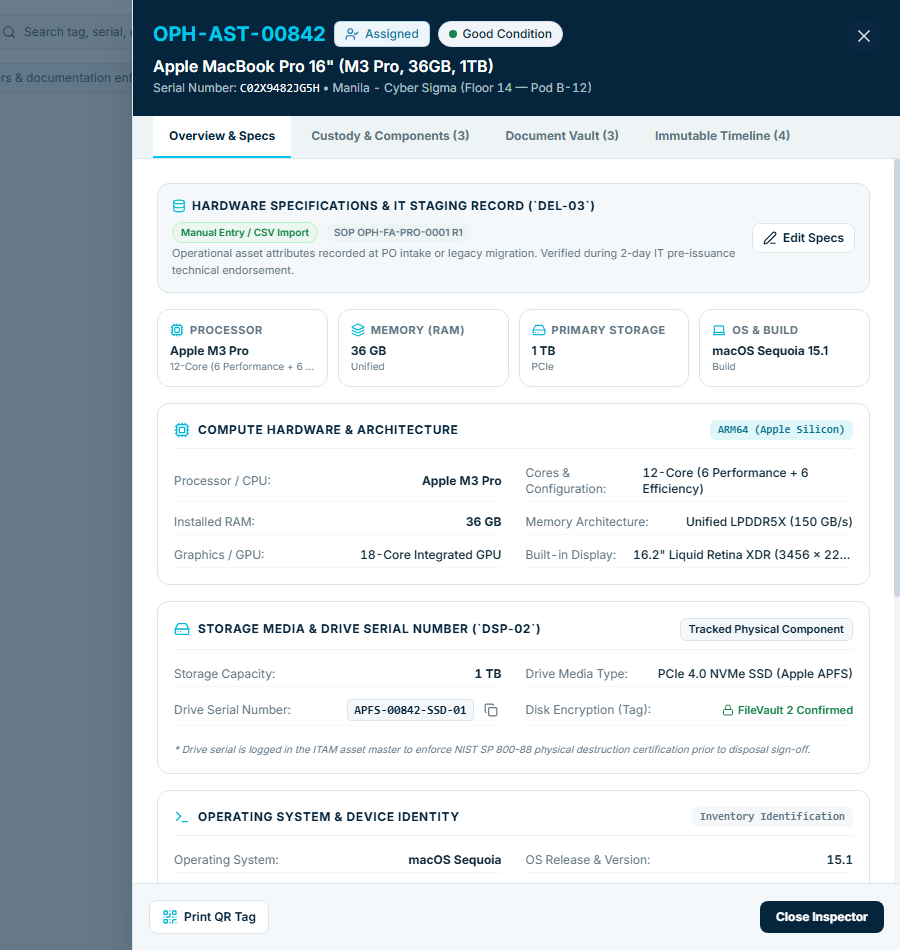 Search tag, serial,
rs & documentation enf
OPH-AST-00842
Assigned
Good Condition
Apple MacBook Pro 16" (M3 Pro, 36GB, 1TB)
Serial Number: C02X9482JG5H • Manila - Cyber Sigma (Floor 14 — Pod B-12)
Overview & Specs
Custody & Components (3)
Document Vault (3)
Immutable Timeline (4)
HARDWARE SPECIFICATIONS & IT STAGING RECORD (`DEL-03`)
Manual Entry / CSV Import
SOP OPH-FA-PRO-0001 R1
Operational asset attributes recorded at PO intake or legacy migration. Verified during 2-day IT pre-issuance
technical endorsement.
Edit Specs
PROCESSOR
Apple M3 Pro
12-Core (6 Performance + 6 ...
MEMORY (RAM)
36 GB
Unified
PRIMARY STORAGE
1 TB
PCIe
OS & BUILD
macOS Sequoia 15.1
Build
COMPUTE HARDWARE & ARCHITECTURE
ARM64 (Apple Silicon)
Processor / CPU:
Apple M3 Pro
Cores &
Configuration:
12-Core (6 Performance + 6
Efficiency)
Installed RAM:
36 GB
Memory Architecture:
Unified LPDDR5X (150 GB/s)
Graphics / GPU:
18-Core Integrated GPU
Built-in Display:
16.2" Liquid Retina XDR (3456 × 22...
STORAGE MEDIA & DRIVE SERIAL NUMBER (`DSP-02`)
Tracked Physical Component
Storage Capacity:
1 TB
Drive Media Type:
PCIe 4.0 NVMe SSD (Apple APFS)
Drive Serial Number:
APFS-00842-SSD-01
Disk Encryption (Tag):
FileVault 2 Confirmed
* Drive serial is logged in the ITAM asset master to enforce NIST SP 800-88 physical destruction certification prior to disposal sign-off.
OPERATING SYSTEM & DEVICE IDENTITY
Inventory Identification
Operating System:
macOS Sequoia
OS Release & Version:
15.1
Print QR Tag
Close Inspector